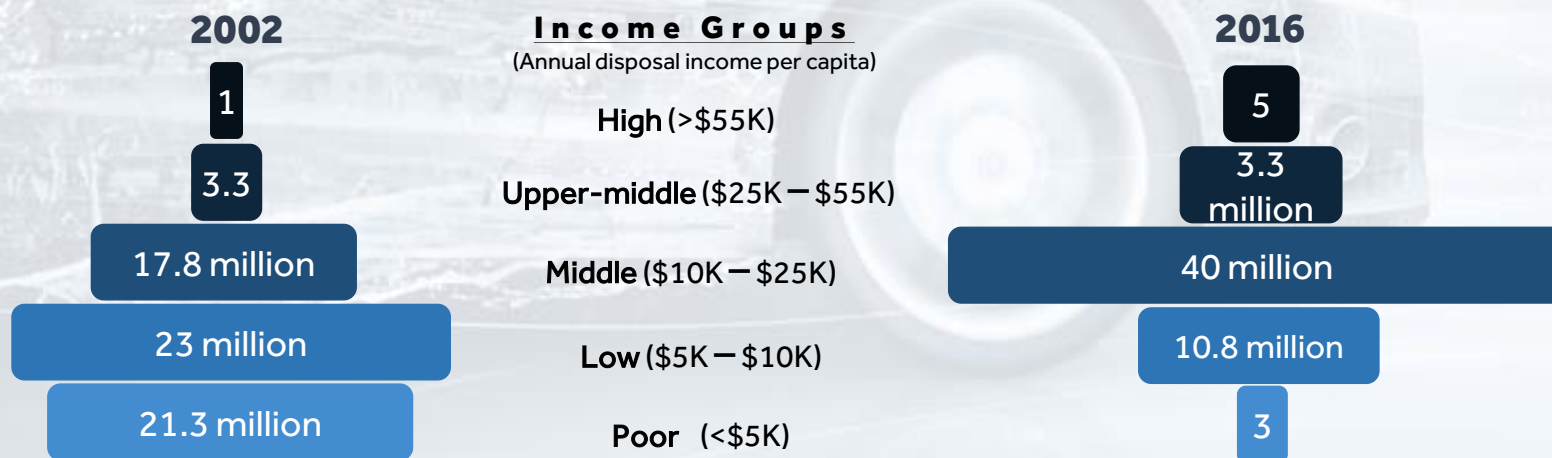 2002
1
3.3
17.8 million
23 million
21.3 million
Income Groups
(Annual disposal income per capita)
High (>$55K)
Upper-middle ($25K — $55K)
Middle ($10K — $25K)
Low ($5K — $10K)
Poor (<$5K)
2016
5
3.3
million
40 million
10.8 million
3